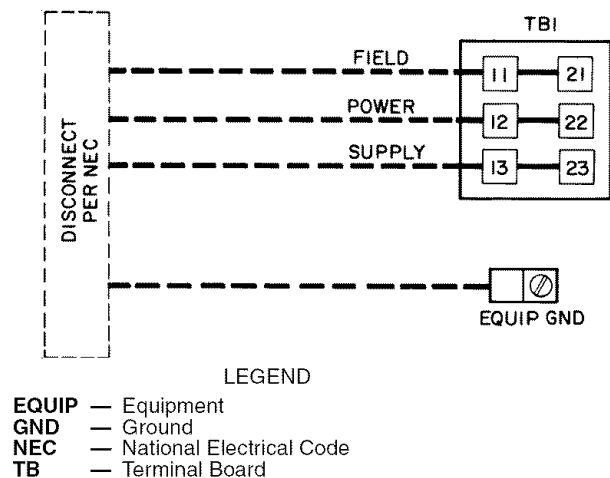 TB1
FIELD
11 21
POWER
12 22
SUPPLY
13 23
DISCONNECT
PER NEC
EQUIP GND
LEGEND
EQUIP — Equipment
GND — Ground
NEC — National Electrical Code
TB — Terminal Board